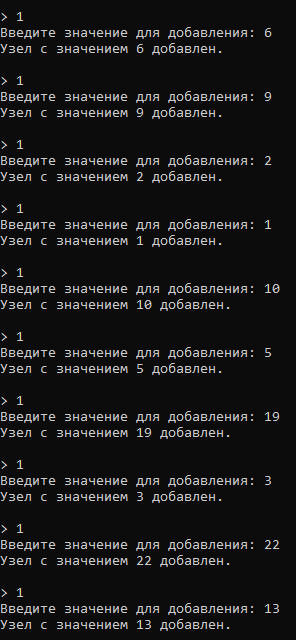 > 1
Введите значение для добавления: 6
Узел с значением 6 добавлен.
> 1
Введите значение для добавления: 9
Узел с значением 9 добавлен.
> 1
Введите значение для добавления: 2
Узел с значением 2 добавлен.
> 1
Введите значение для добавления: 1
Узел с значением 1 добавлен.
> 1
Введите значение для добавления: 10
Узел с значением 10 добавлен.
> 1
Введите значение для добавления: 5
Узел с значением 5 добавлен.
> 1
Введите значение для добавления: 19
Узел с значением 19 добавлен.
> 1
Введите значение для добавления: 3
Узел с значением 3 добавлен.
> 1
Введите значение для добавления: 22
Узел с значением 22 добавлен.
> 1
Введите значение для добавления: 13
Узел с значением 13 добавлен.